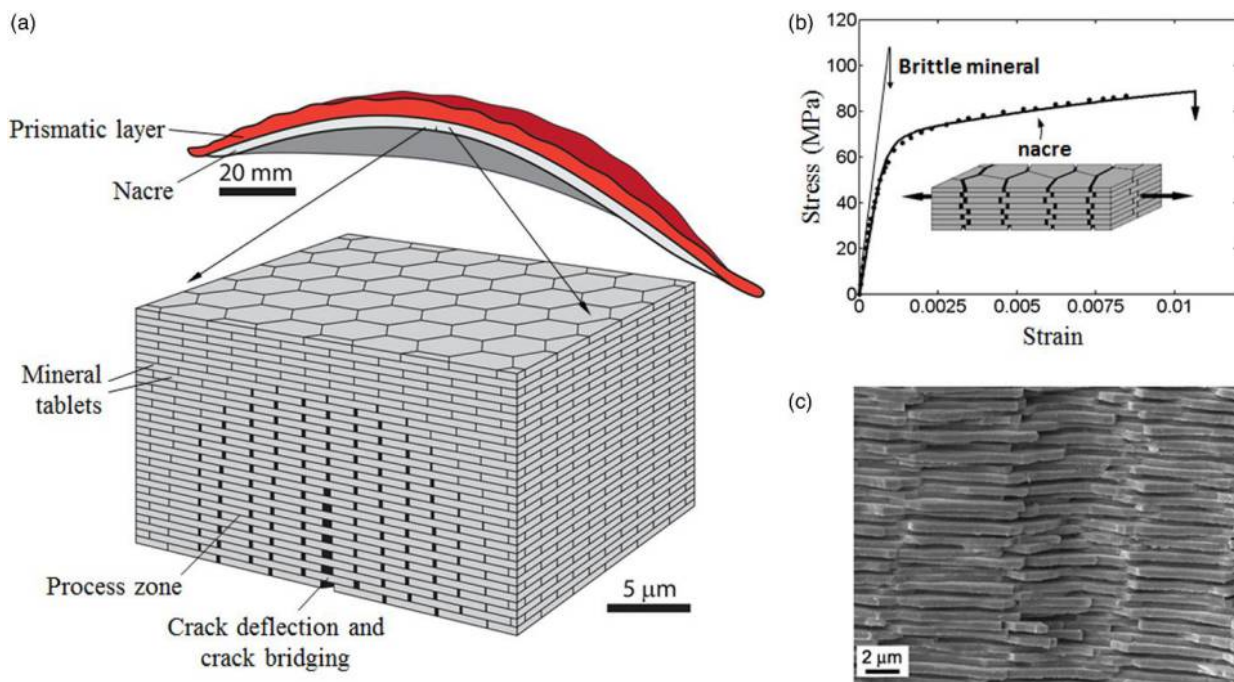 (a)
Prismatic layer
Nacre
20 mm
Mineral
tablets
Process zone
Crack deflection and
crack bridging
5 µm
(b)
120
100
80
60
40
20
0
Stress (MPa)
Brittle mineral
nacre
0
0.0025
0.005
0.0075
0.01
Strain
(c)
2 µm